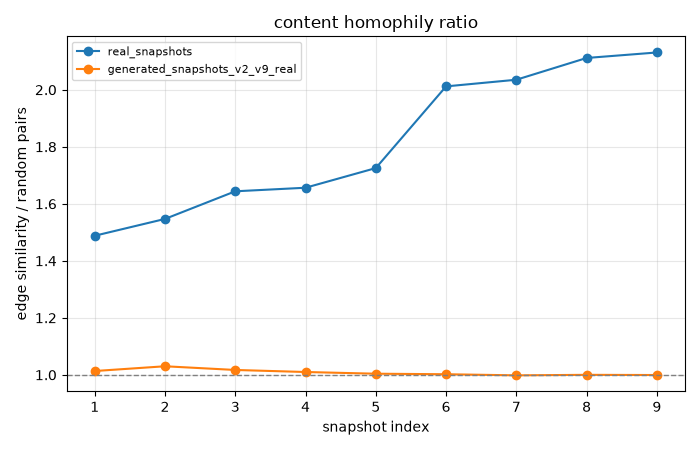 content homophily ratio
real_snapshots
generated_snapshots_v2_v9_real
edge similarity / random pairs
2.0
1.8
1.6
1.4
1.2
1.0
1 2 3 4 5 6 7 8 9
snapshot index